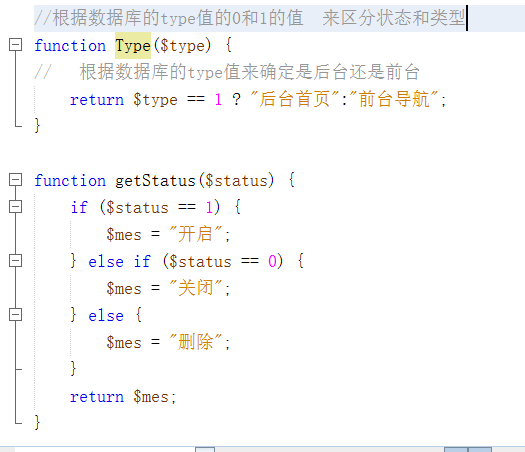 //根据数据库的type值的0和1的值  来区分状态和类型
function Type($type) {
//   根据数据库的type值来确定是后台还是前台
    return $type == 1 ? "后台首页":"前台导航";
}

function getStatus($status) {
    if ($status == 1) {
        $mes = "开启";
    } else if ($status == 0) {
        $mes = "关闭";
    } else {
        $mes = "删除";
    }
    return $mes;
}